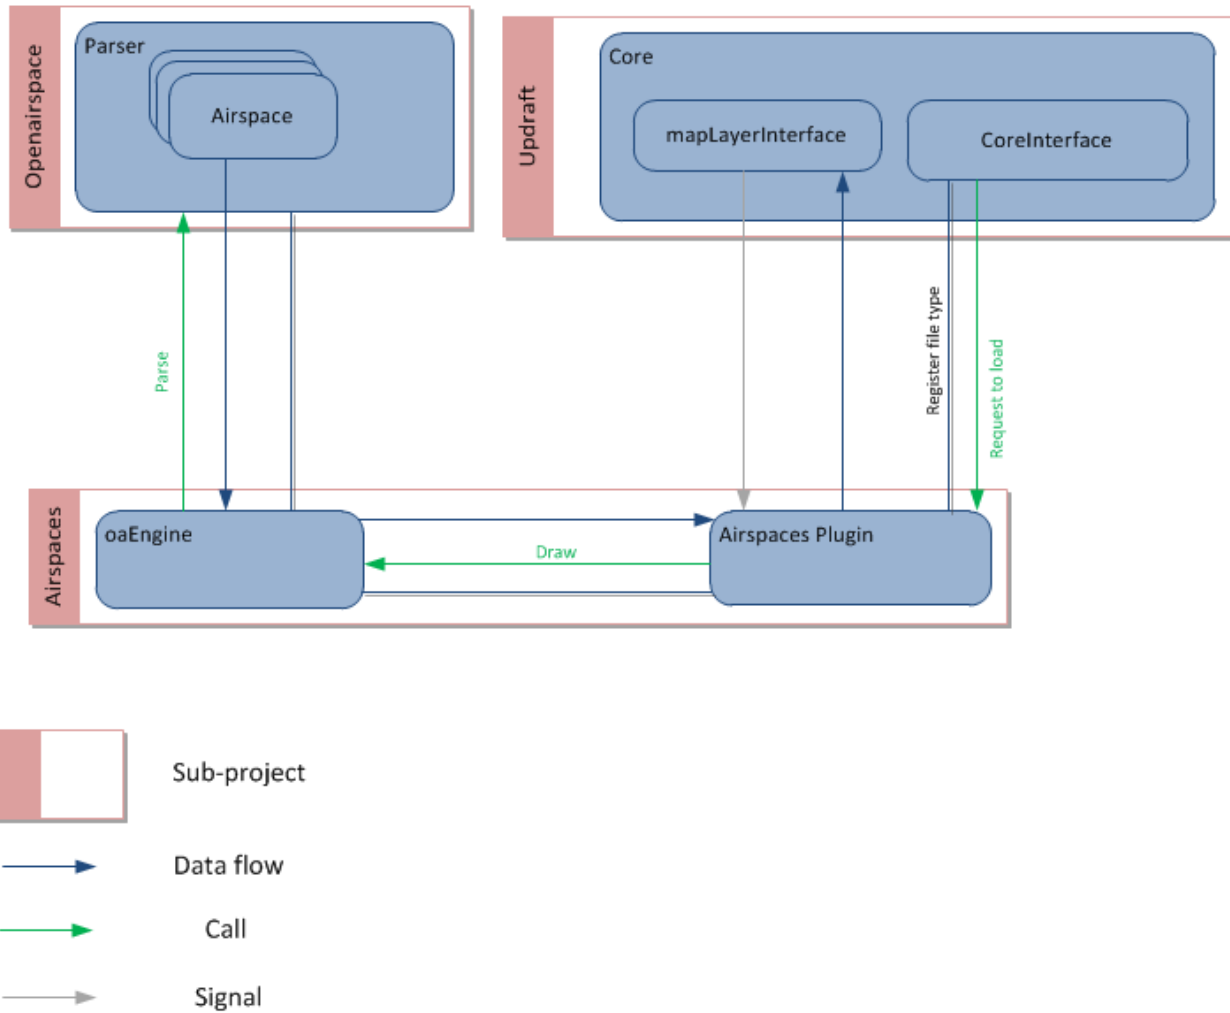 Openairspace
Parser
Airspace
Updraft
Core
mapLayerInterface
CoreInterface
Parse
Register file type
Request to load
Airspaces
oaEngine
Draw
Airspaces Plugin
Sub-project
Data flow
Call
Signal